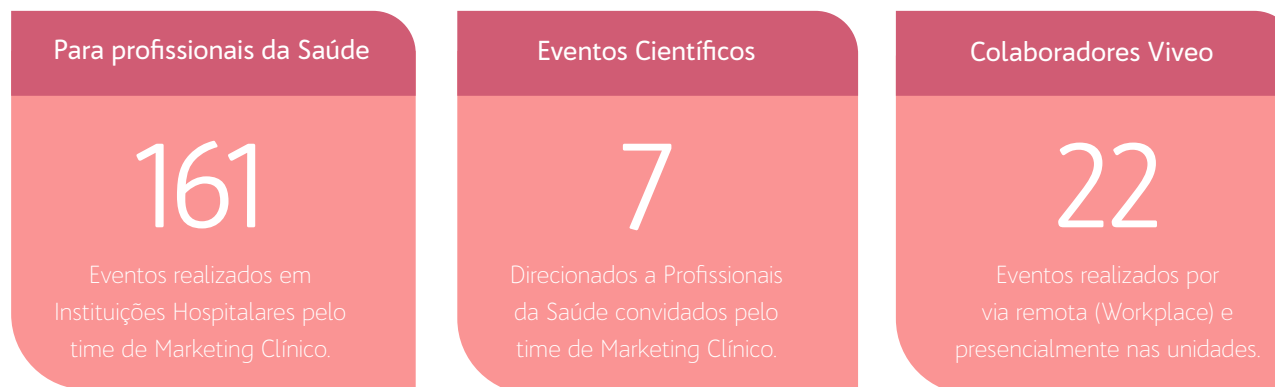 Para profissionais da Saúde
161
Eventos realizados em
Instituições Hospitalares pelo
time de Marketing Clínico.
Eventos Científicos
7
Direcionados a Profissionais
da Saúde convidados pelo
time de Marketing Clínico.
Colaboradores Viveo
22
Eventos realizados por
via remota (Workplace) e
presencialmente nas unidades.